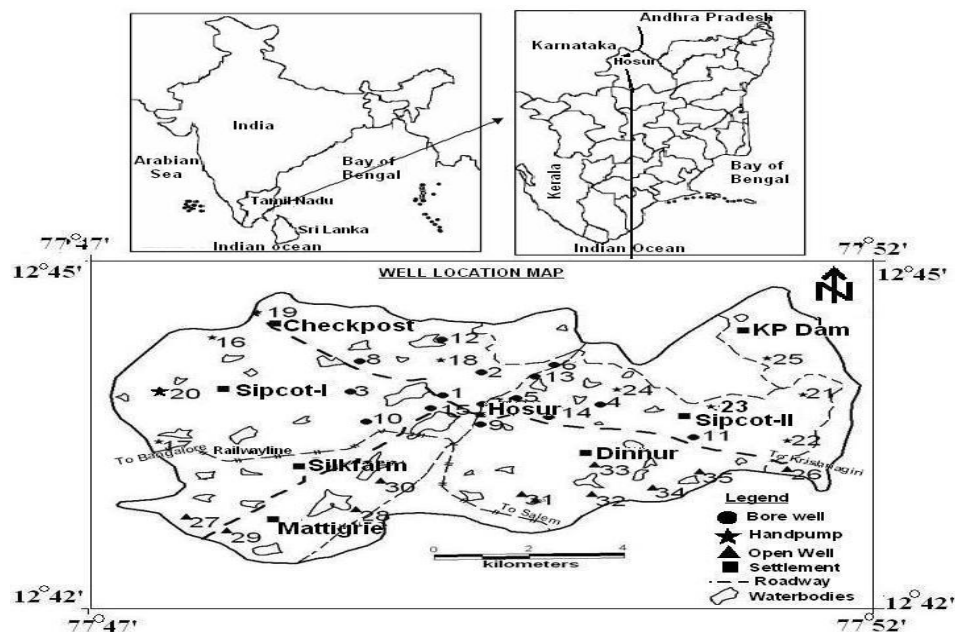 India
Arabian
Sea
Bay of
Bengal
Tamil Nadu
Sri Lanka
Indian ocean
Andhra Pradesh
Karnataka
Hosur
Kerala
Bay of
Bengal
Indian Ocean
77°47'
77°52'
12°45'
12°45'
WELL LOCATION MAP
N
19
Checkpost
16
12
8
18
2
6
13
KP Dam
25
20
Sipcot-I
3
1
5
24
21
10
15
Hosur
14
4
23
Sipcot-II
9
11
22
17
To Bangalore
Railwayline
Silkfarm
Dinnur
To Krishnagiri
33
30
34
35
26
31
32
To Salem
27
28
29
Mattigrie
0 2 4
kilometers
Legend
Bore well
Handpump
Open Well
Settlement
Roadway
Waterbodies
12°42'
12°42'
77°47'
77°52'